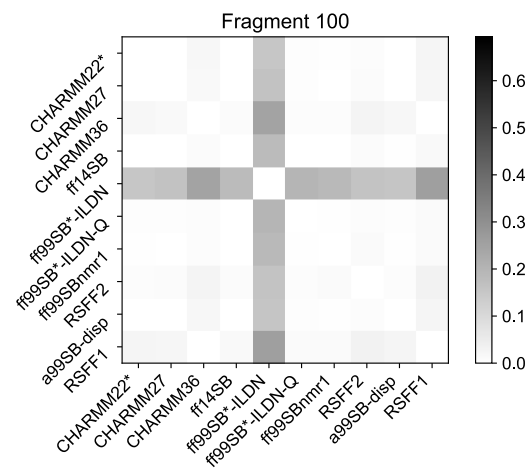 Fragment 100
CHARMM22*
CHARMM27
CHARMM36
ff14SB
ff99SB*-ILDN
ff99SB*-ILDN-Q
ff99SBnmr1
RSFF2
a99SB-disp
RSFF1
CHARMM22*
CHARMM27
CHARMM36
ff14SB
ff99SB*-ILDN
ff99SB*-ILDN-Q
ff99SBnmr1
RSFF2
a99SB-disp
RSFF1
0.6
0.5
0.4
0.3
0.2
0.1
0.0